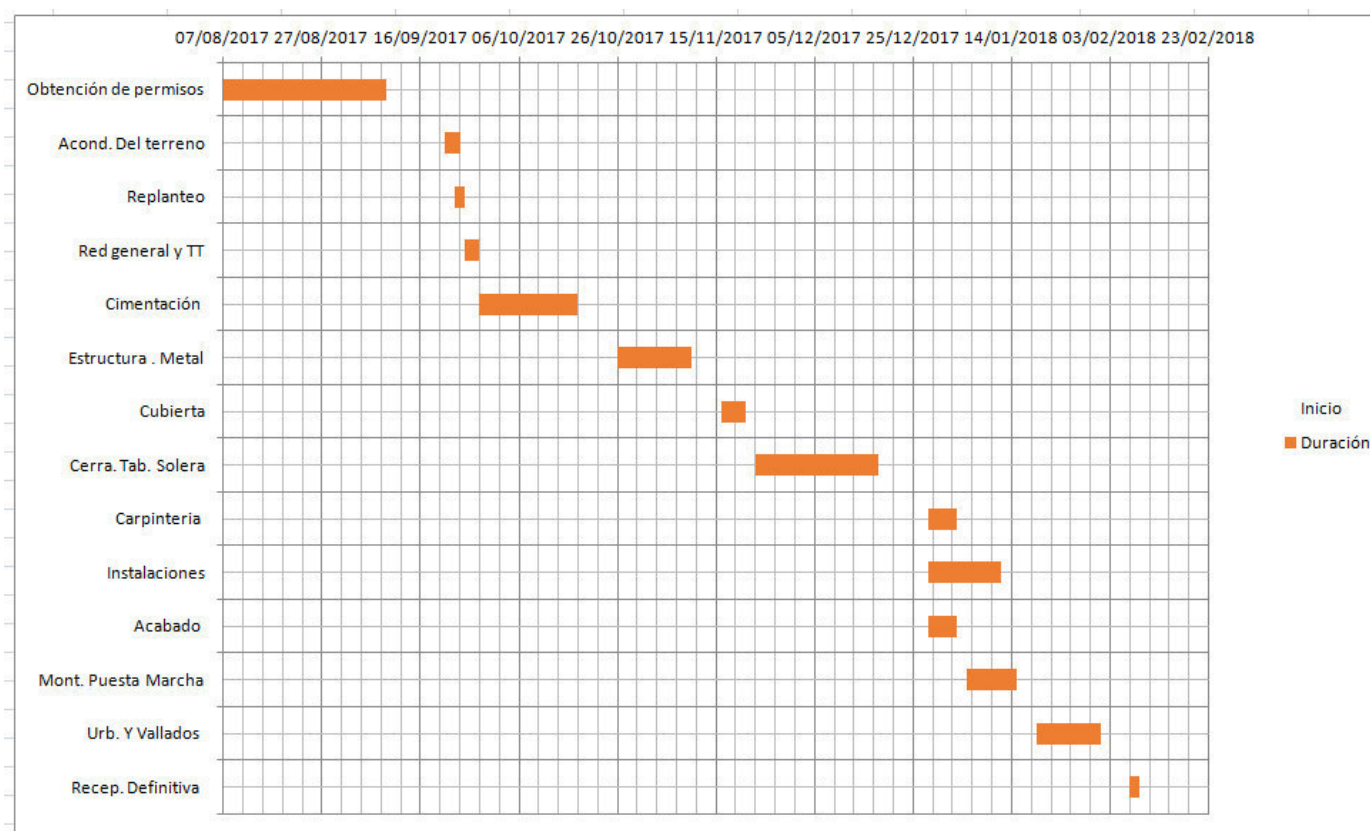 07/08/2017 27/08/2017 16/09/2017 06/10/2017 26/10/2017 15/11/2017 05/12/2017 25/12/2017 14/01/2018 03/02/2018 23/02/2018
Obtención de permisos
Acond. Del terreno
Replanteo
Red general y TT
Cimentación
Estructura . Metal
Cubierta
Cerra. Tab. Solera
Carpinteria
Instalaciones
Acabado
Mont. Puesta Marcha
Urb. Y Vallados
Recep. Definitiva
Inicio
Duración